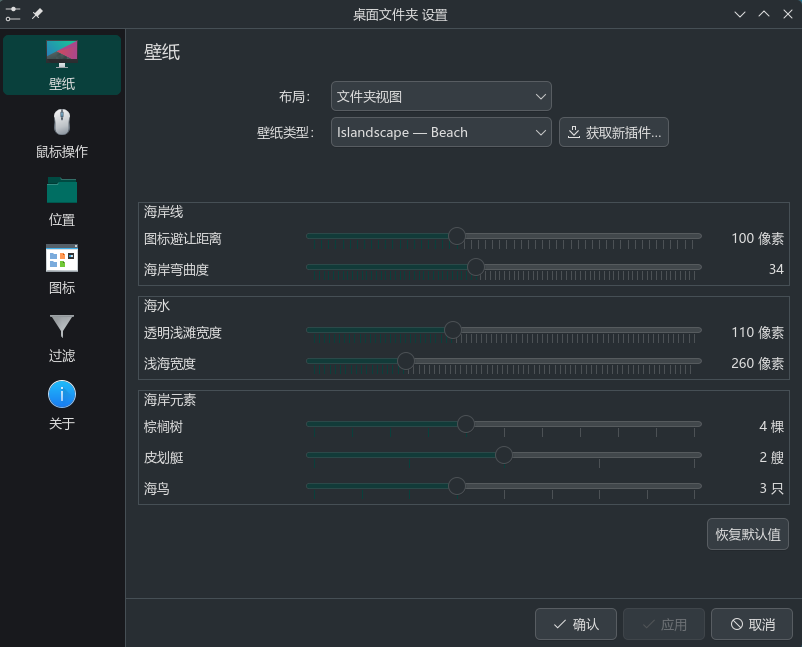 桌面文件夹 设置
壁纸
鼠标操作
位置
图标
过滤
关于
壁纸
布局：
文件夹视图
壁纸类型：
Islandscape — Beach
获取新插件...
海岸线
图标避让距离
100 像素
海岸弯曲度
34
海水
透明浅滩宽度
110 像素
浅海宽度
260 像素
海岸元素
棕榈树
4 棵
皮划艇
2 艘
海鸟
3 只
恢复默认值
确认
应用
取消